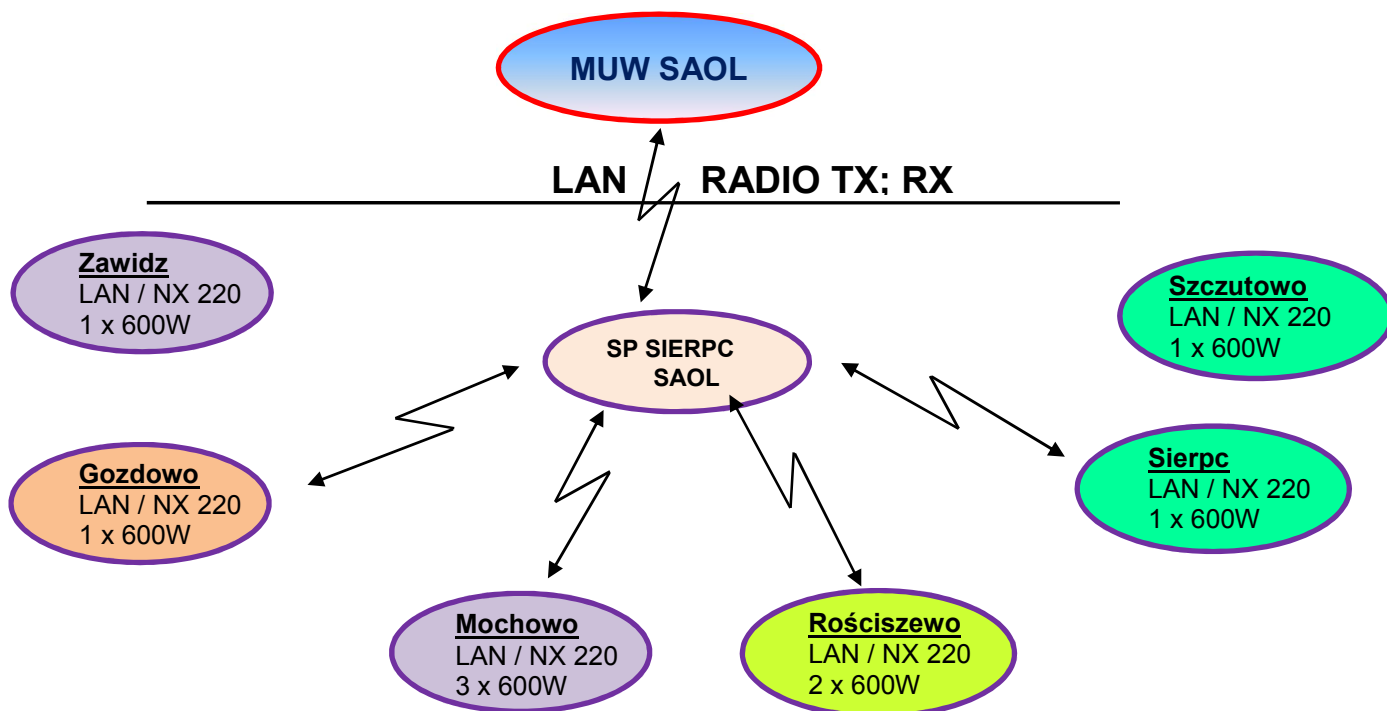 MUW SAOL
LAN RADIO TX; RX
Zawidz
LAN / NX 220
1 x 600W
Szczutowo
LAN / NX 220
1 x 600W
SP SIERPC
SAOL
Gozdowo
LAN / NX 220
1 x 600W
Sierpc
LAN / NX 220
1 x 600W
Mochowo
LAN / NX 220
3 x 600W
Rościszewo
LAN / NX 220
2 x 600W